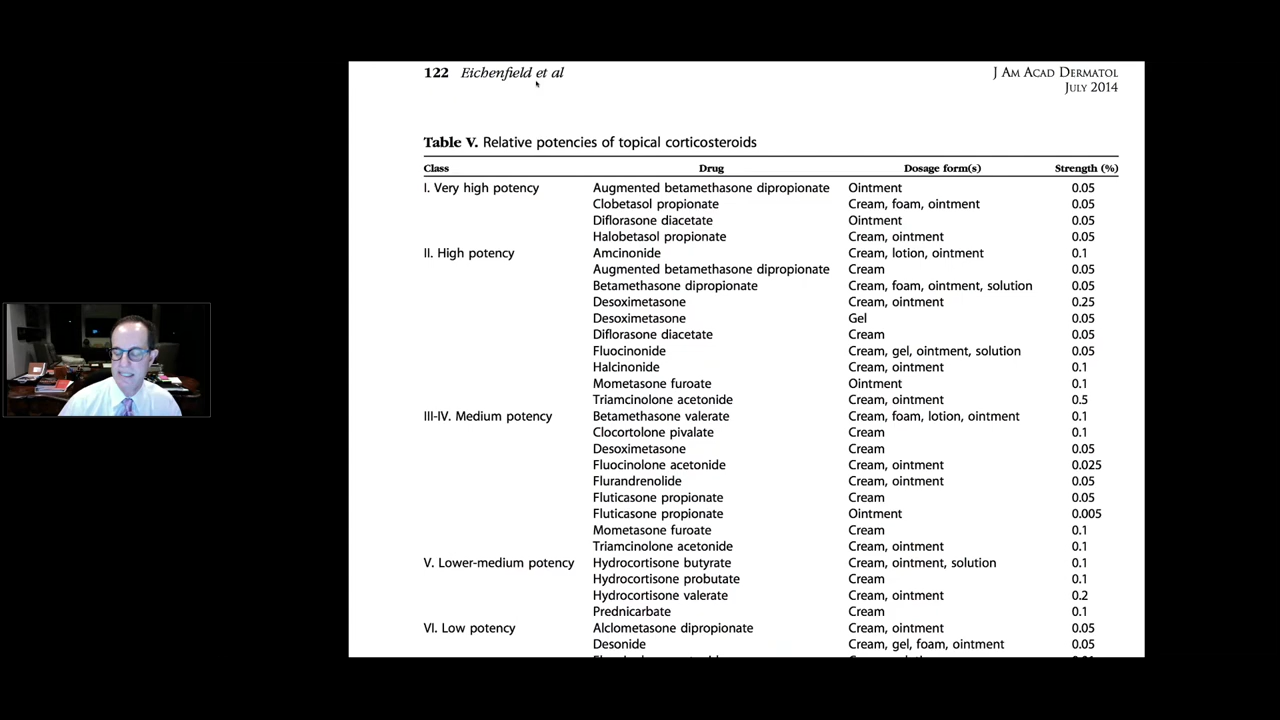 122 Eichenfield et al J AM ACAD DERMATOL
JULY 2014
Table V. Relative potencies of topical corticosteroids
Class Drug Dosage form(s) Strength (%)
I. Very high potency Augmented betamethasone dipropionate Ointment 0.05
Clobetasol propionate Cream, foam, ointment 0.05
Diflorasone diacetate Ointment 0.05
Halobetasol propionate Cream, ointment 0.05
II. High potency Amcinonide Cream, lotion, ointment 0.1
Augmented betamethasone dipropionate Cream 0.05
Betamethasone dipropionate Cream, foam, ointment, solution 0.05
Desoximetasone Cream, ointment 0.25
Desoximetasone Gel 0.05
Diflorasone diacetate Cream 0.05
Fluocinonide Cream, gel, ointment, solution 0.05
Halcinonide Cream, ointment 0.1
Mometasone furoate Ointment 0.1
Triamcinolone acetonide Cream, ointment 0.5
III-IV. Medium potency Betamethasone valerate Cream, foam, lotion, ointment 0.1
Clocortolone pivalate Cream 0.1
Desoximetasone Cream 0.05
Fluocinolone acetonide Cream, ointment 0.025
Flurandrenolide Cream, ointment 0.05
Fluticasone propionate Cream 0.05
Fluticasone propionate Ointment 0.005
Mometasone furoate Cream 0.1
Triamcinolone acetonide Cream, ointment 0.1
V. Lower-medium potency Hydrocortisone butyrate Cream, ointment, solution 0.1
Hydrocortisone probutate Cream 0.1
Hydrocortisone valerate Cream, ointment 0.2
Prednicarbate Cream 0.1
VI. Low potency Alclometasone dipropionate Cream, ointment 0.05
Desonide Cream, gel, foam, ointment 0.05